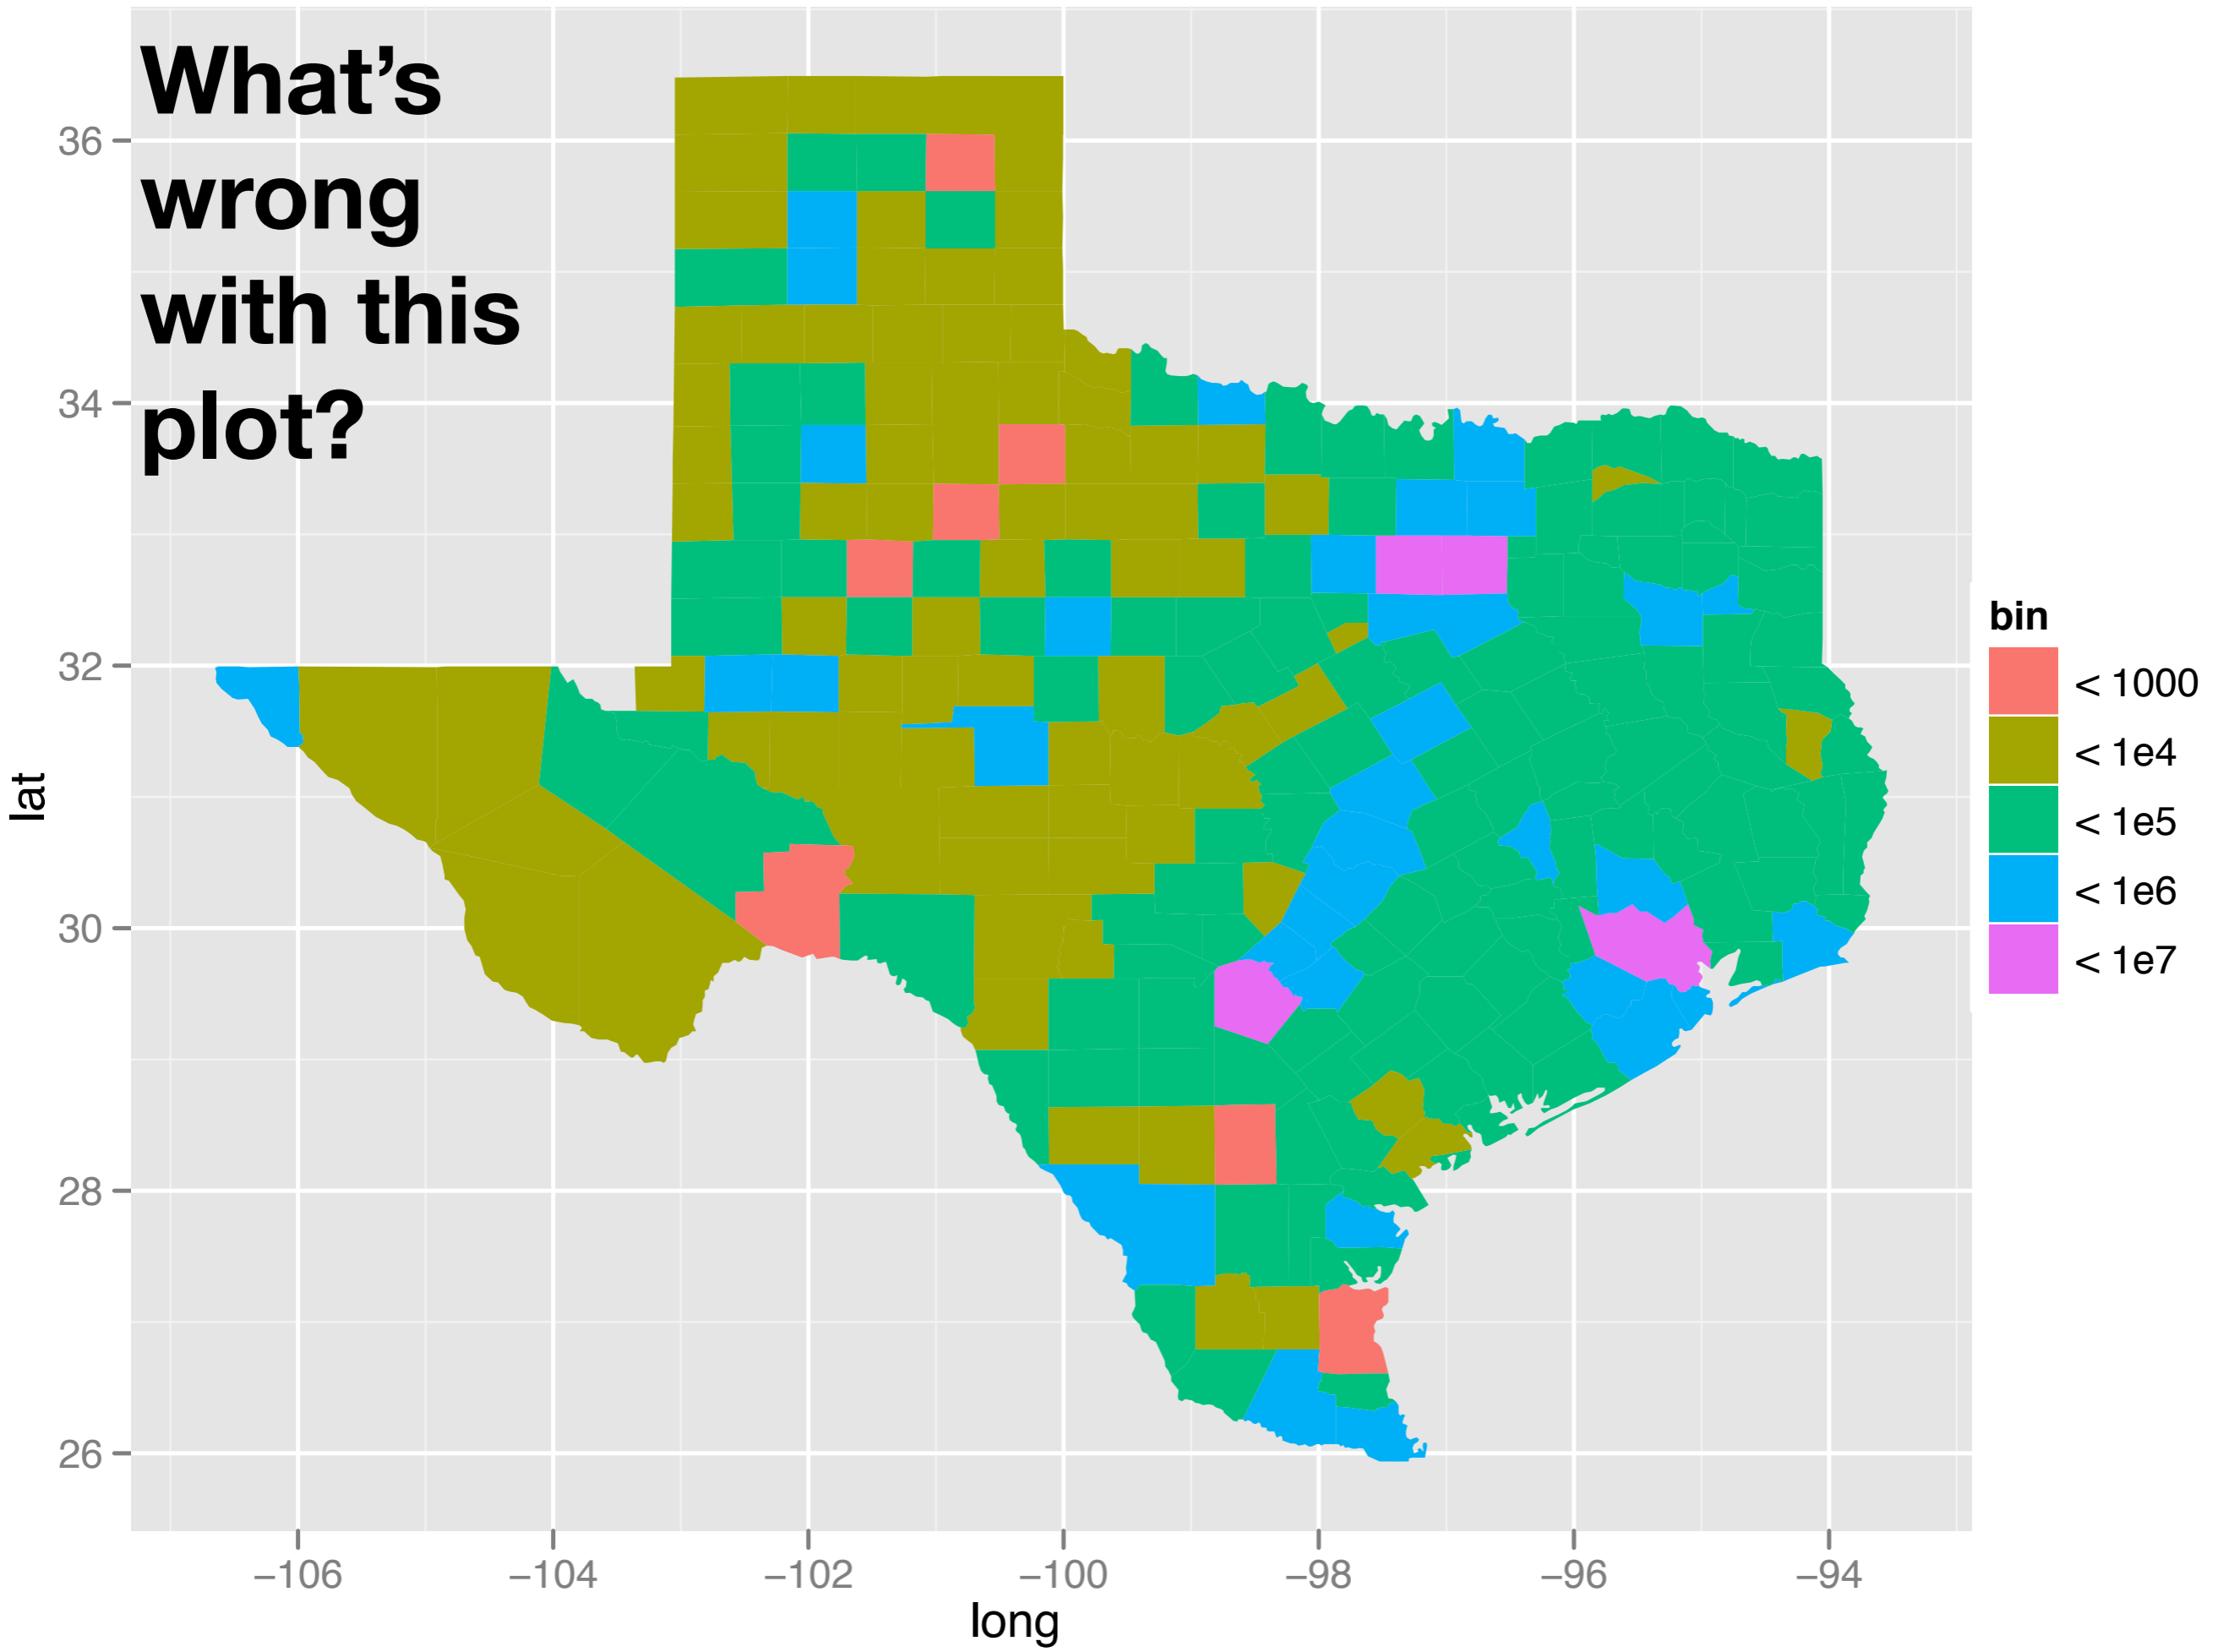 What’s
wrong
with this
plot?
36
34
32
30
28
26
lat
−106
−104
−102
−100
−98
−96
−94
long
bin
< 1000
< 1e4
< 1e5
< 1e6
< 1e7